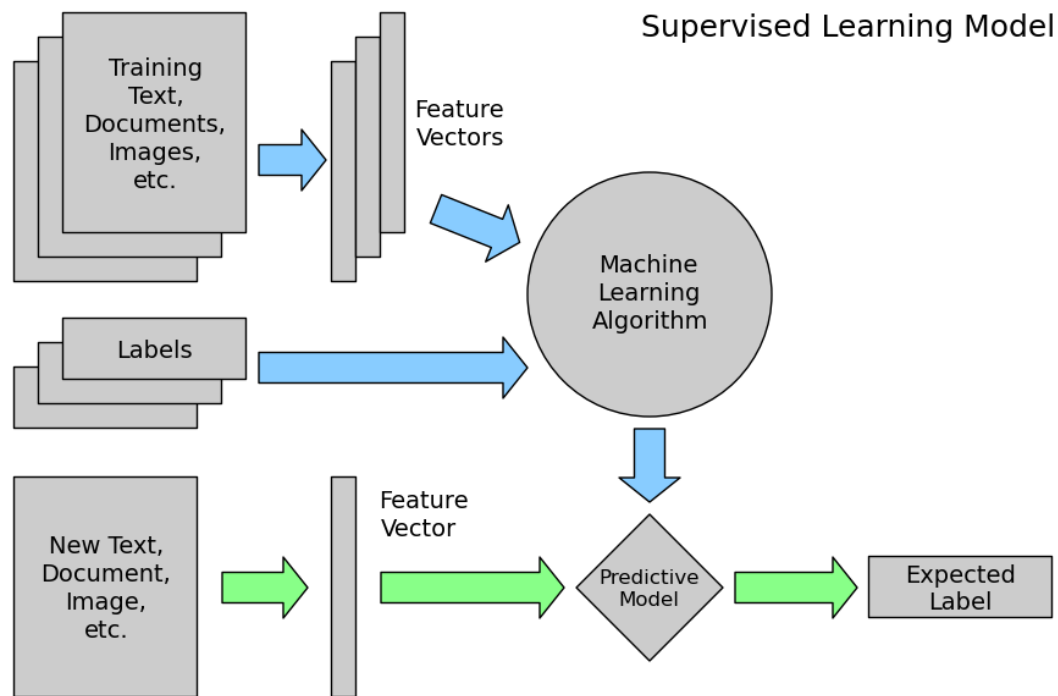 Supervised Learning Model
Training
Text,
Documents,
Images,
etc.
Feature
Vectors
Machine
Learning
Algorithm
Labels
New Text,
Document,
Image,
etc.
Feature
Vector
Predictive
Model
Expected
Label